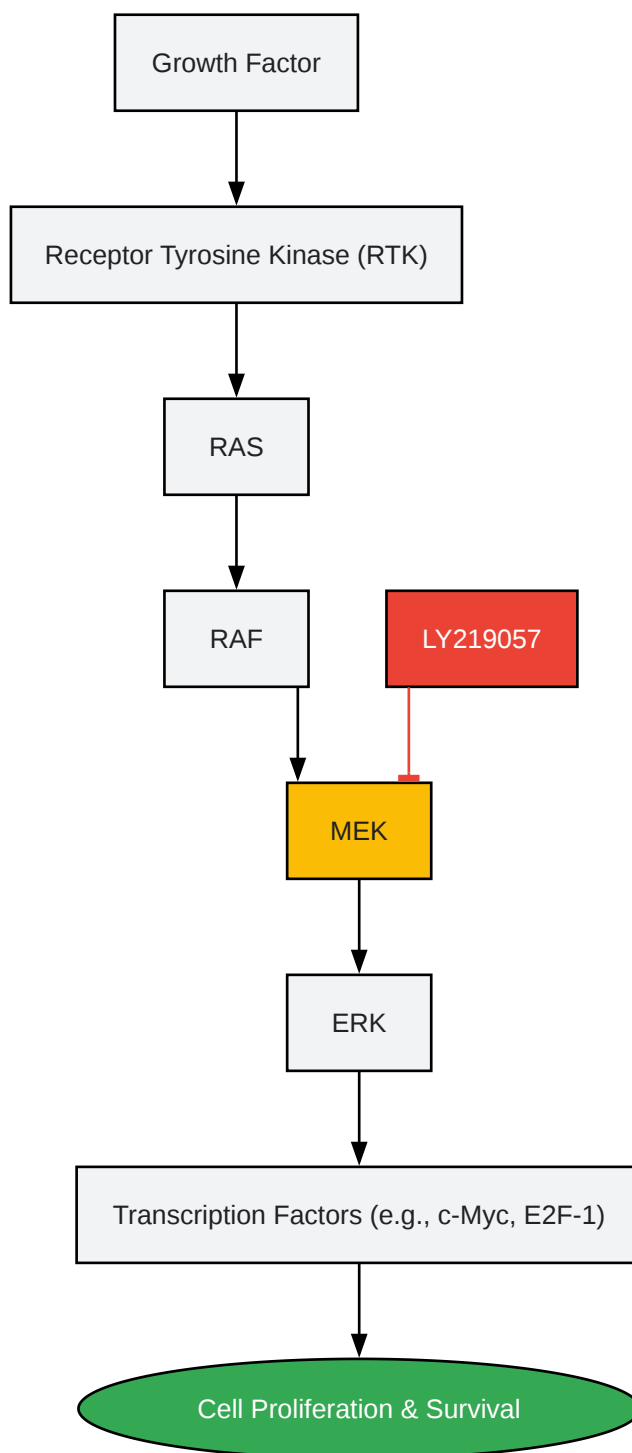 Growth Factor
Receptor Tyrosine Kinase (RTK)
RAS
RAF
LY219057
MEK
ERK
Transcription Factors (e.g., c-Myc, E2F-1)
Cell Proliferation & Survival